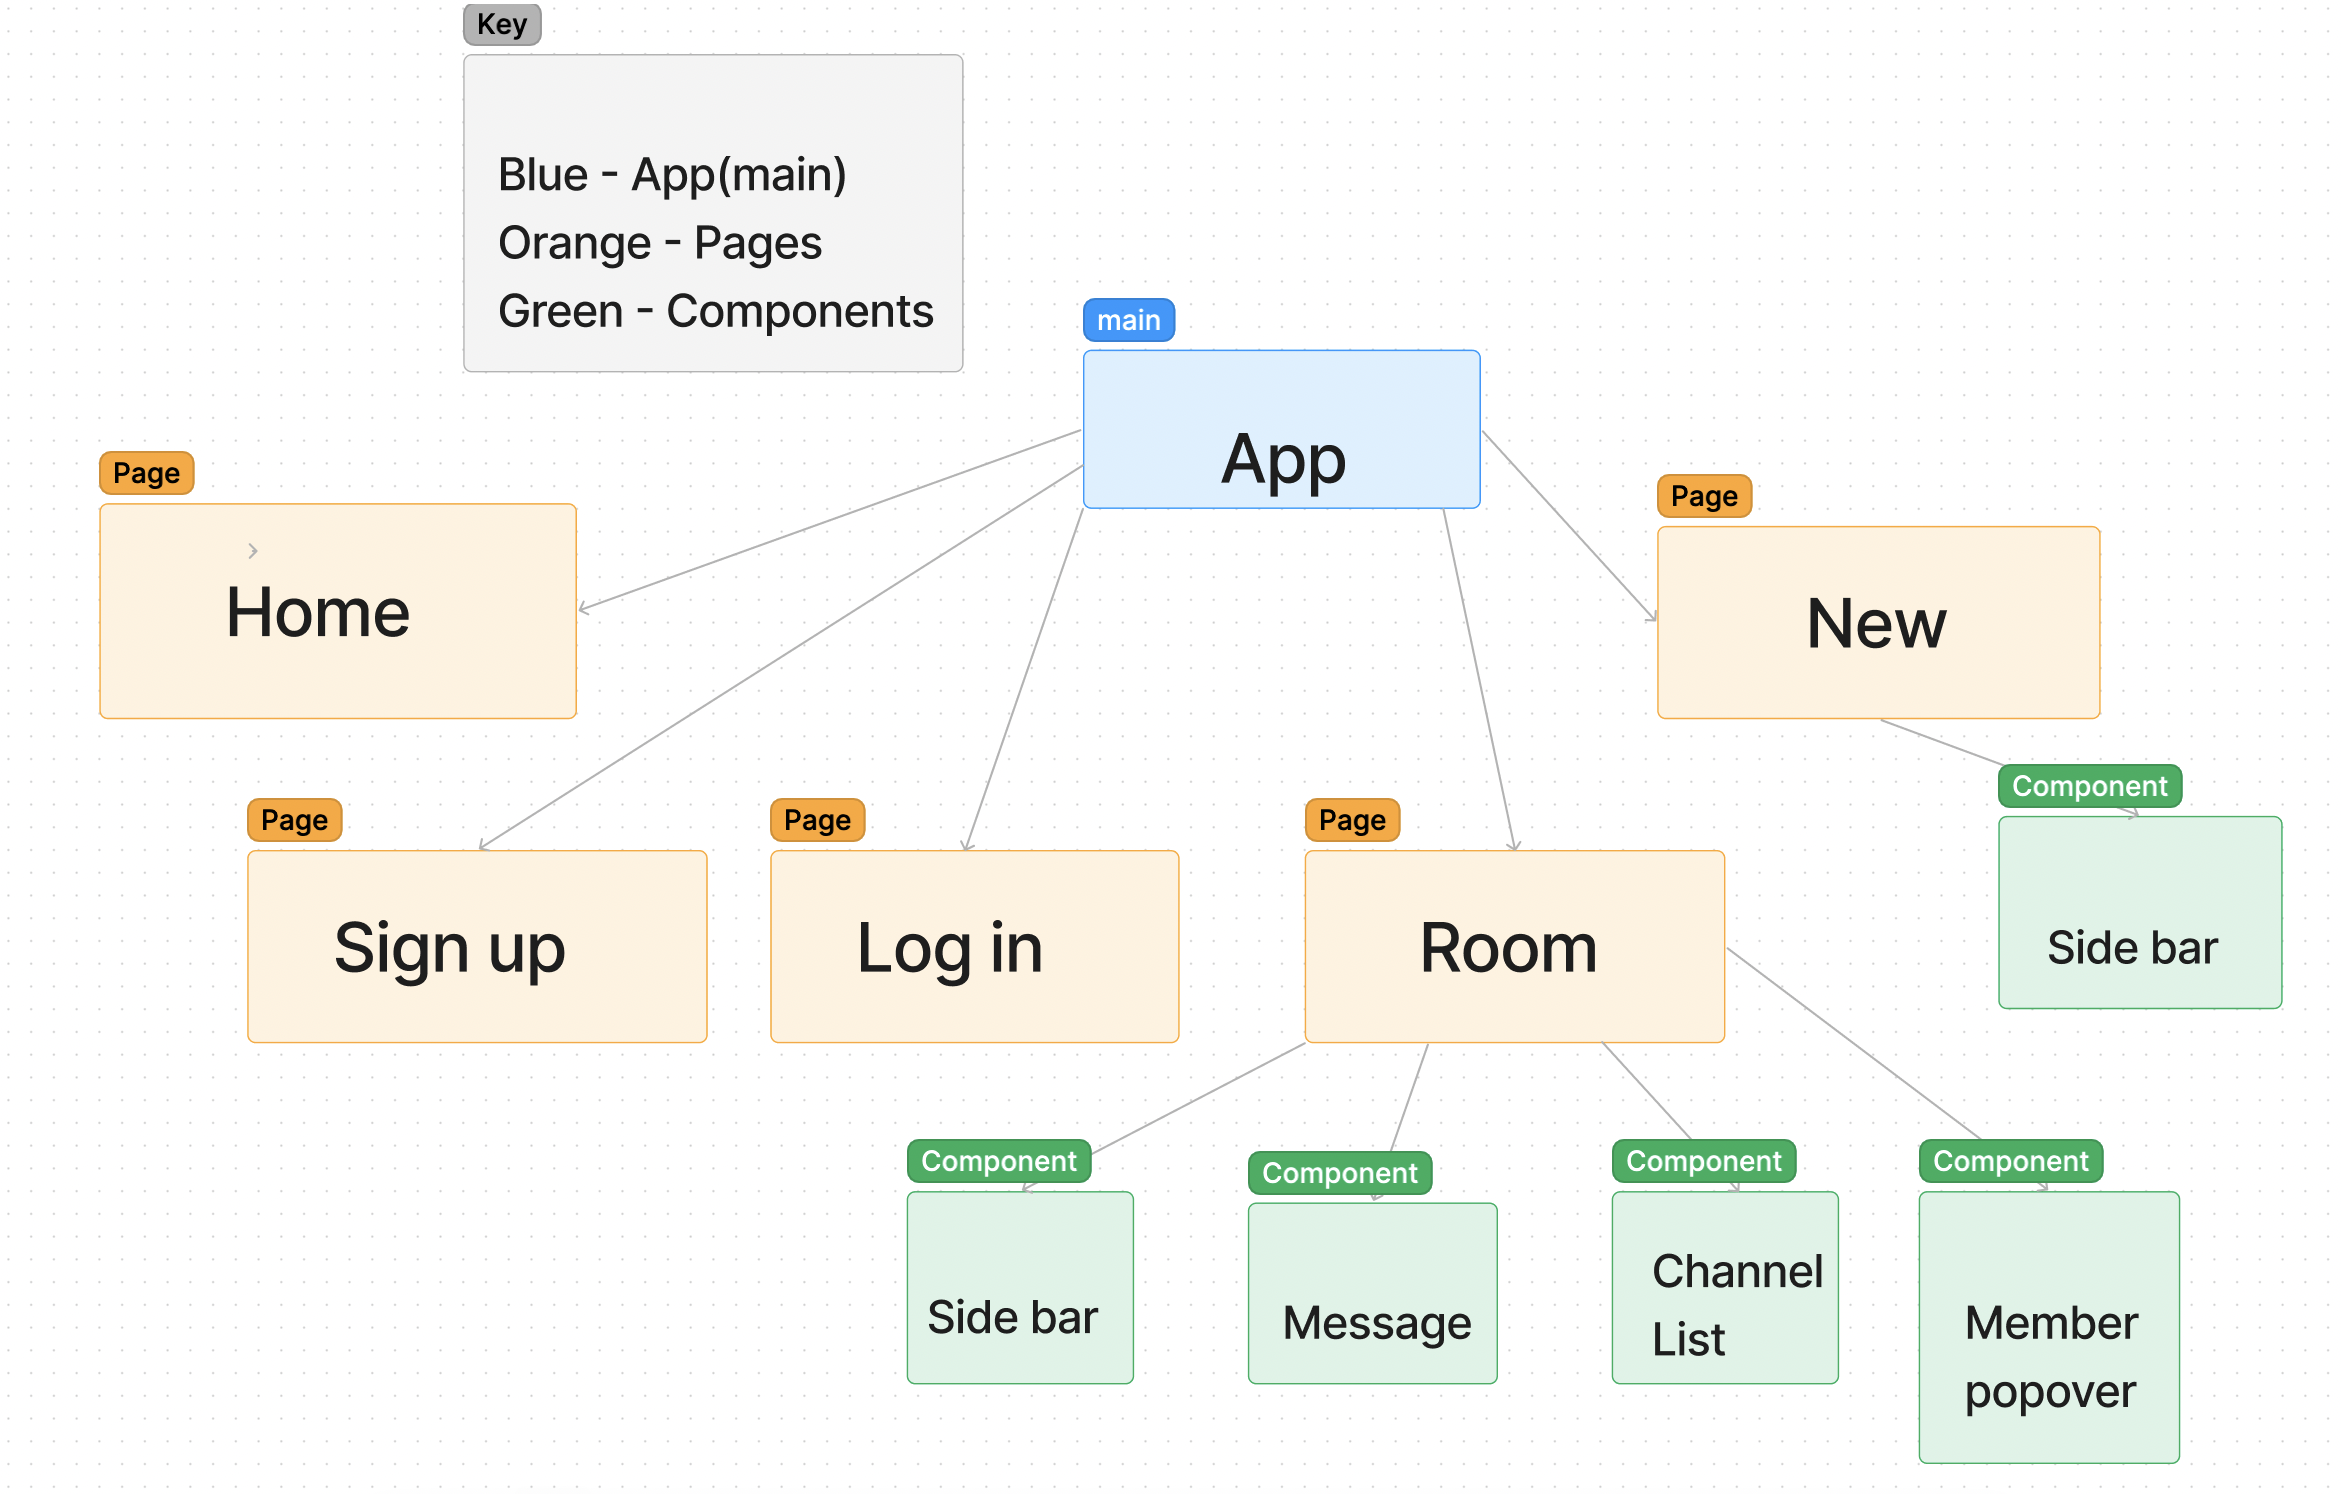 Key
Blue - App(main)
Orange - Pages
Green - Components
main
App
Page
Home
Page
New
Page
Sign up
Page
Log in
Page
Room
Component
Side bar
Component
Side bar
Component
Message
Component
Channel
List
Component
Member
popover